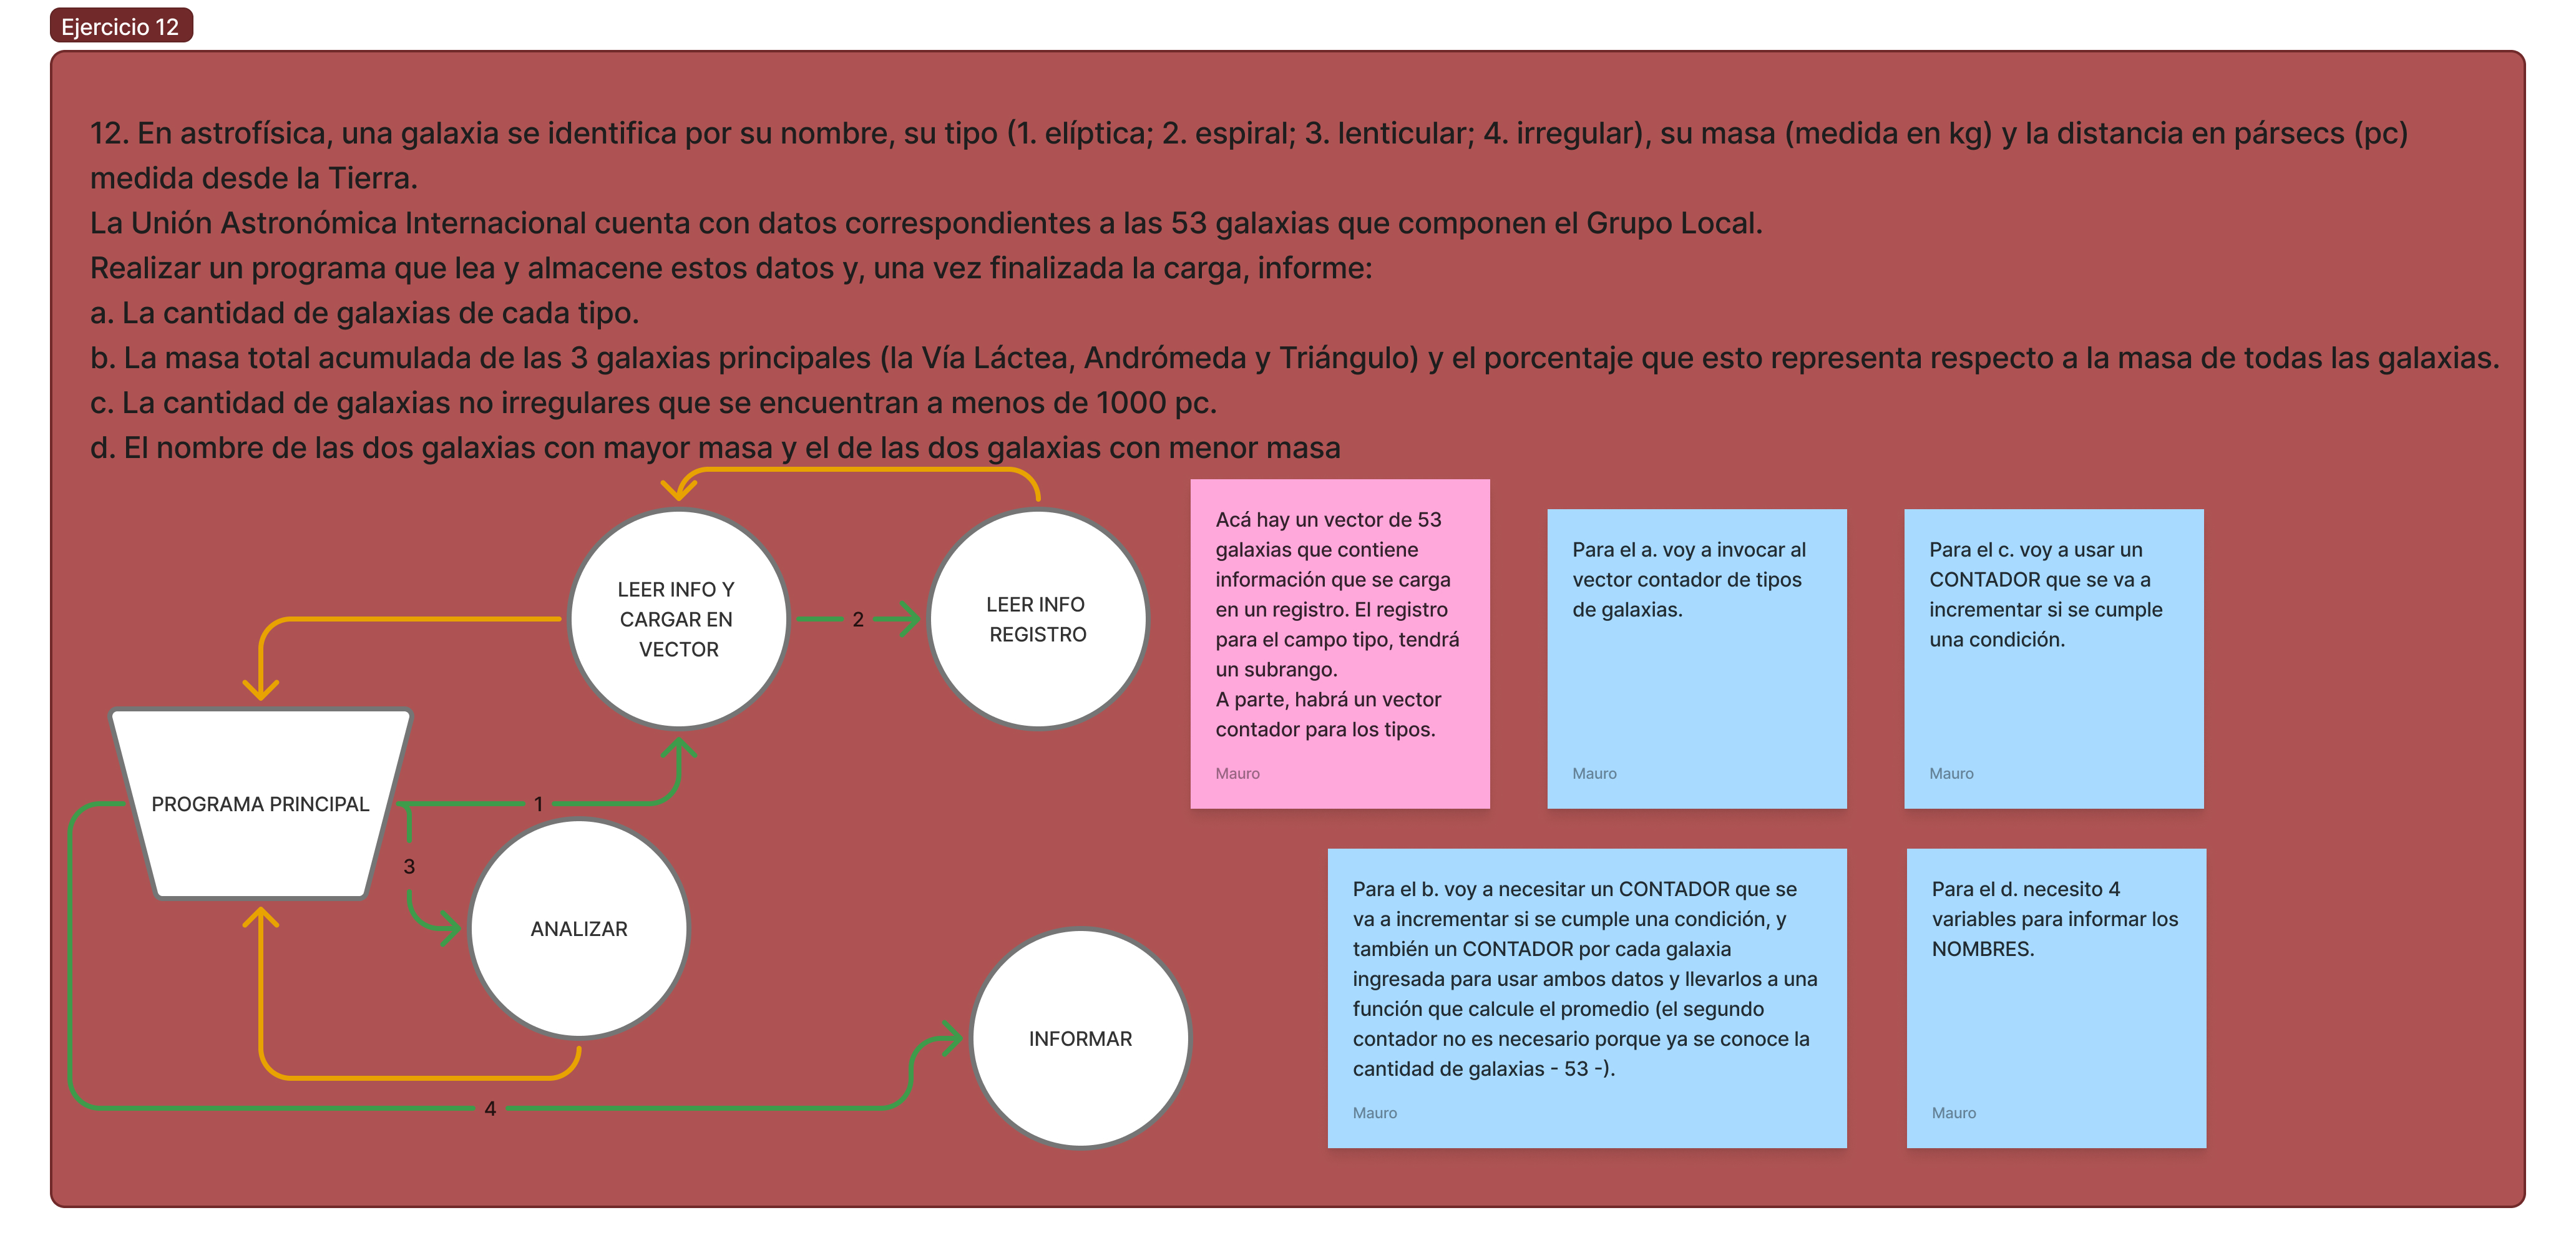 Ejercicio 12
12. En astrofísica, una galaxia se identifica por su nombre, su tipo (1. elíptica; 2. espiral; 3. lenticular; 4. irregular), su masa (medida en kg) y la distancia en pársecs (pc)
medida desde la Tierra.
La Unión Astronómica Internacional cuenta con datos correspondientes a las 53 galaxias que componen el Grupo Local.
Realizar un programa que lea y almacene estos datos y, una vez finalizada la carga, informe:
a. La cantidad de galaxias de cada tipo.
b. La masa total acumulada de las 3 galaxias principales (la Vía Láctea, Andrómeda y Triángulo) y el porcentaje que esto representa respecto a la masa de todas las galaxias.
c. La cantidad de galaxias no irregulares que se encuentran a menos de 1000 pc.
d. El nombre de las dos galaxias con mayor masa y el de las dos galaxias con menor masa
LEER INFO Y
CARGAR EN
VECTOR
2
LEER INFO
REGISTRO
PROGRAMA PRINCIPAL
1
3
ANALIZAR
INFORMAR
4
Acá hay un vector de 53
galaxias que contiene
información que se carga
en un registro. El registro
para el campo tipo, tendrá
un subrango.
A parte, habrá un vector
contador para los tipos.
Mauro
Para el a. voy a invocar al
vector contador de tipos
de galaxias.
Mauro
Para el c. voy a usar un
CONTADOR que se va a
incrementar si se cumple
una condición.
Mauro
Para el b. voy a necesitar un CONTADOR que se
va a incrementar si se cumple una condición, y
también un CONTADOR por cada galaxia
ingresada para usar ambos datos y llevarlos a una
función que calcule el promedio (el segundo
contador no es necesario porque ya se conoce la
cantidad de galaxias - 53 -).
Mauro
Para el d. necesito 4
variables para informar los
NOMBRES.
Mauro